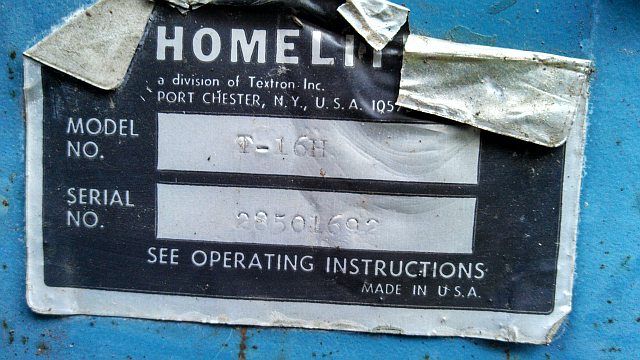 HOMELIT
a division of Textron Inc.
PORT CHESTER, N.Y., U.S.A. 1057
MODEL NO. T-16H
SERIAL NO. 28501692
SEE OPERATING INSTRUCTIONS
MADE IN U.S.A.